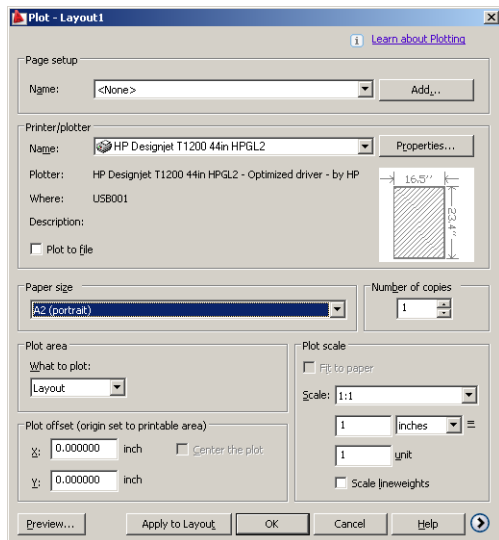 Plot - Layout1
Learn about Plotting
Page setup
Name: <None> Add...
Printer/plotter
Name: HP Designjet T1200 44in HPGL2 Properties...
Plotter: HP Designjet T1200 44in HPGL2 - Optimized driver - by HP
Where: USB001
Description:
Plot to file
16.5''
23.4''
Paper size
A2 (portrait)
Number of copies
1
Plot area
What to plot:
Layout
Plot scale
Fit to paper
Scale: 1:1
1 inches =
1 unit
Scale lineweights
Plot offset (origin set to printable area)
X: 0.000000 inch Center the plot
Y: 0.000000 inch
Preview... Apply to Layout OK Cancel Help